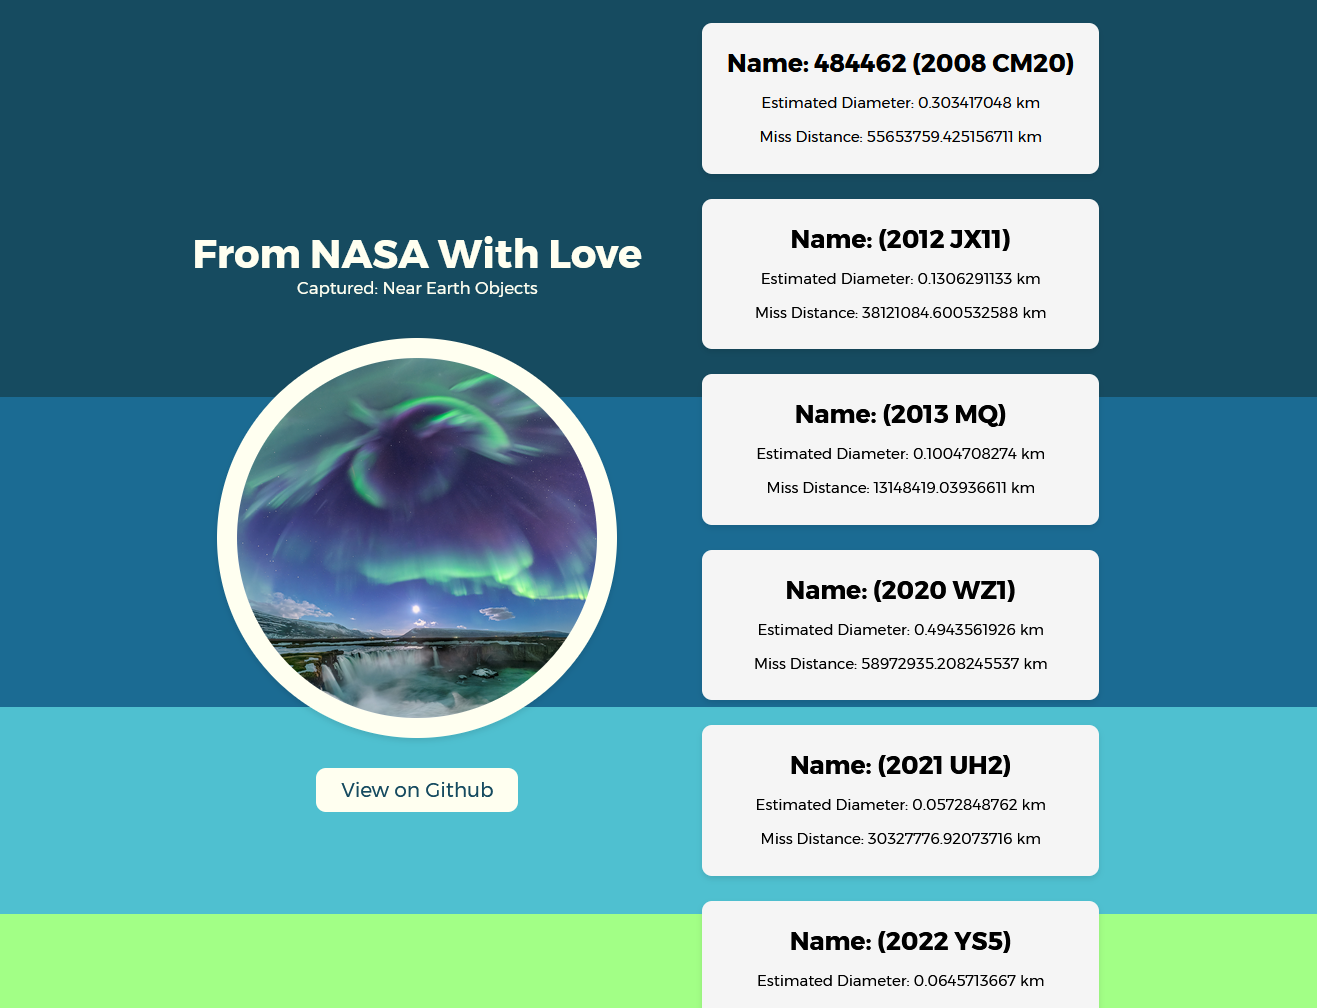 From NASA With Love
Captured: Near Earth Objects
View on Github
Name: 484462 (2008 CM20)
Estimated Diameter: 0.303417048 km
Miss Distance: 55653759.425156711 km
Name: (2012 JX11)
Estimated Diameter: 0.1306291133 km
Miss Distance: 38121084.600532588 km
Name: (2013 MQ)
Estimated Diameter: 0.1004708274 km
Miss Distance: 13148419.03936611 km
Name: (2020 WZ1)
Estimated Diameter: 0.4943561926 km
Miss Distance: 58972935.208245537 km
Name: (2021 UH2)
Estimated Diameter: 0.0572848762 km
Miss Distance: 30327776.92073716 km
Name: (2022 YS5)
Estimated Diameter: 0.0645713667 km